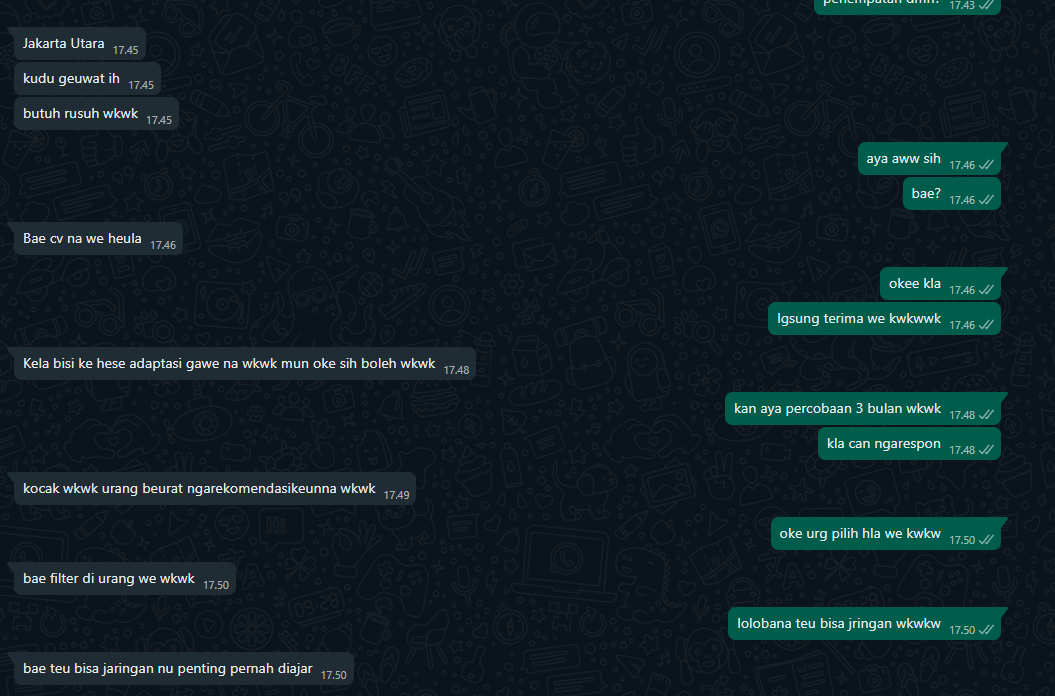 penempatan dmn? 17.43
Jakarta Utara 17.45
kudu geuwat ih 17.45
butuh rusuh wkwk 17.45
aya aww sih 17.46
bae? 17.46
Bae cv na we heula 17.46
okee kla 17.46
lgsung terima we kwkwwk 17.46
Kela bisi ke hese adaptasi gawe na wkwk mun oke sih boleh wkwk 17.48
kan aya percobaan 3 bulan wkwk 17.48
kla can ngarespon 17.48
kocak wkwk urang beurat ngarekomendasikeunna wkwk 17.49
oke urg pilih hla we kwkw 17.50
bae filter di urang we wkwk 17.50
lolobana teu bisa jringan wkwkw 17.50
bae teu bisa jaringan nu penting pernah diajar 17.50